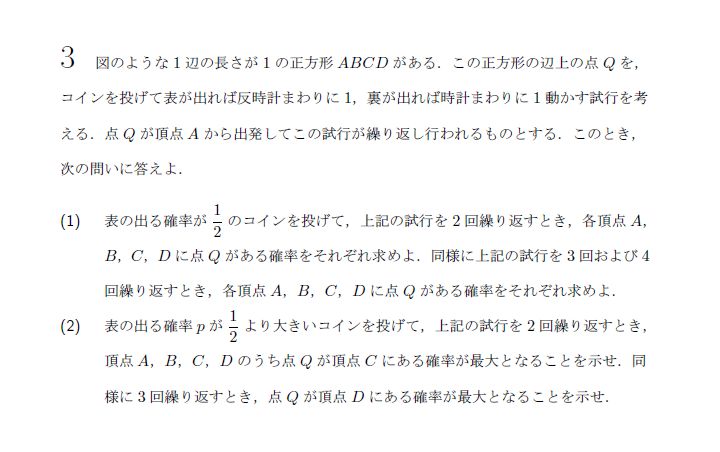 3 図のような 1 辺の長さが 1 の正方形 ABCD がある．この正方形の辺上の点 Q を，
コインを投げて表が出れば反時計まわりに 1，裏が出れば時計まわりに 1 動かす試行を考
える．点 Q が頂点 A から出発してこの試行が繰り返し行われるものとする．このとき，
次の問いに答えよ．
(1) 表の出る確率が 1/2 のコインを投げて，上記の試行を 2 回繰り返すとき，各頂点 A，
B，C，D に点 Q がある確率をそれぞれ求めよ．同様に上記の試行を 3 回および 4
回繰り返すとき，各頂点 A，B，C，D に点 Q がある確率をそれぞれ求めよ．
(2) 表の出る確率 p が 1/2 より大きいコインを投げて，上記の試行を 2 回繰り返すとき，
頂点 A，B，C，D のうち点 Q が頂点 C にある確率が最大となることを示せ．同
様に 3 回繰り返すとき，点 Q が頂点 D にある確率が最大となることを示せ．